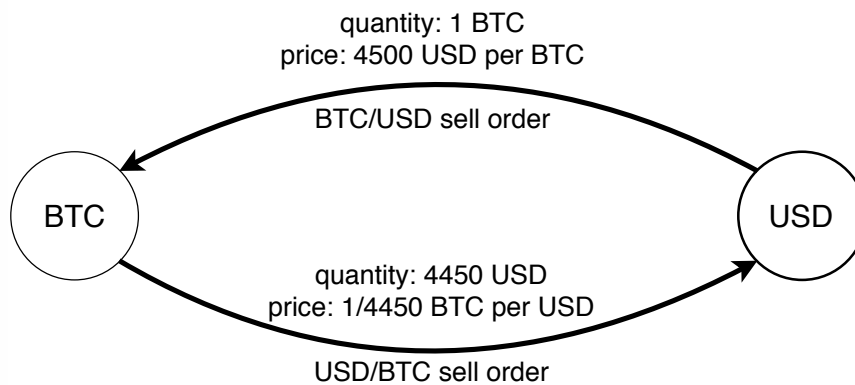 quantity: 1 BTC
price: 4500 USD per BTC
BTC/USD sell order
BTC
USD
quantity: 4450 USD
price: 1/4450 BTC per USD
USD/BTC sell order